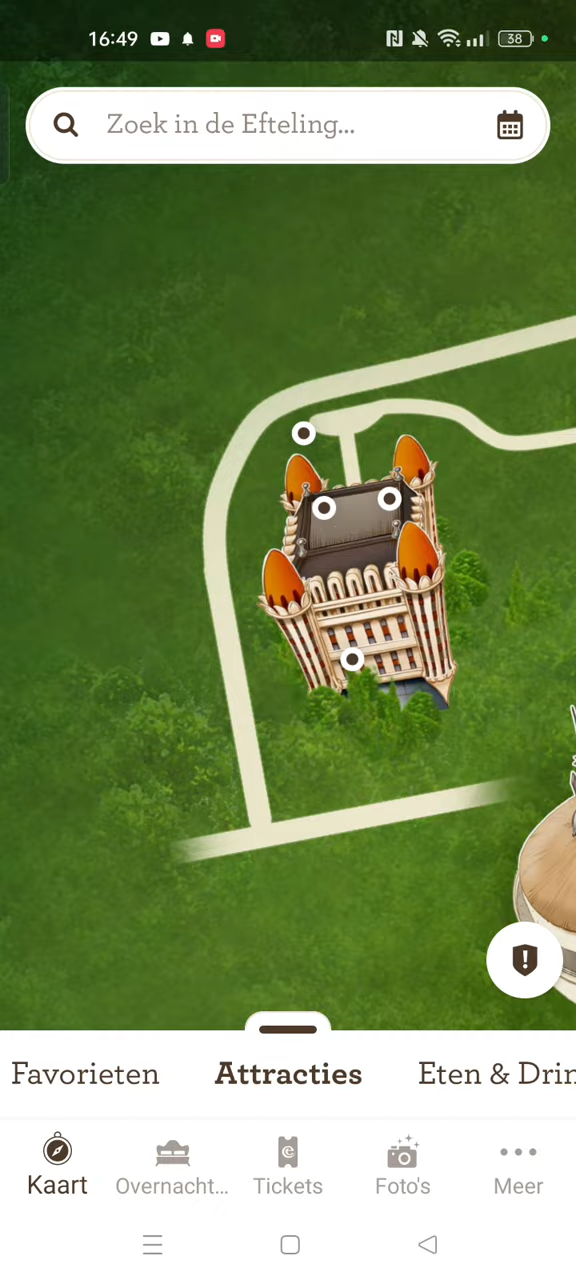 16:49
38
Zoek in de Efteling...
Favorieten
Attracties
Eten & Drin
Kaart
Overnacht...
Tickets
Foto's
Meer